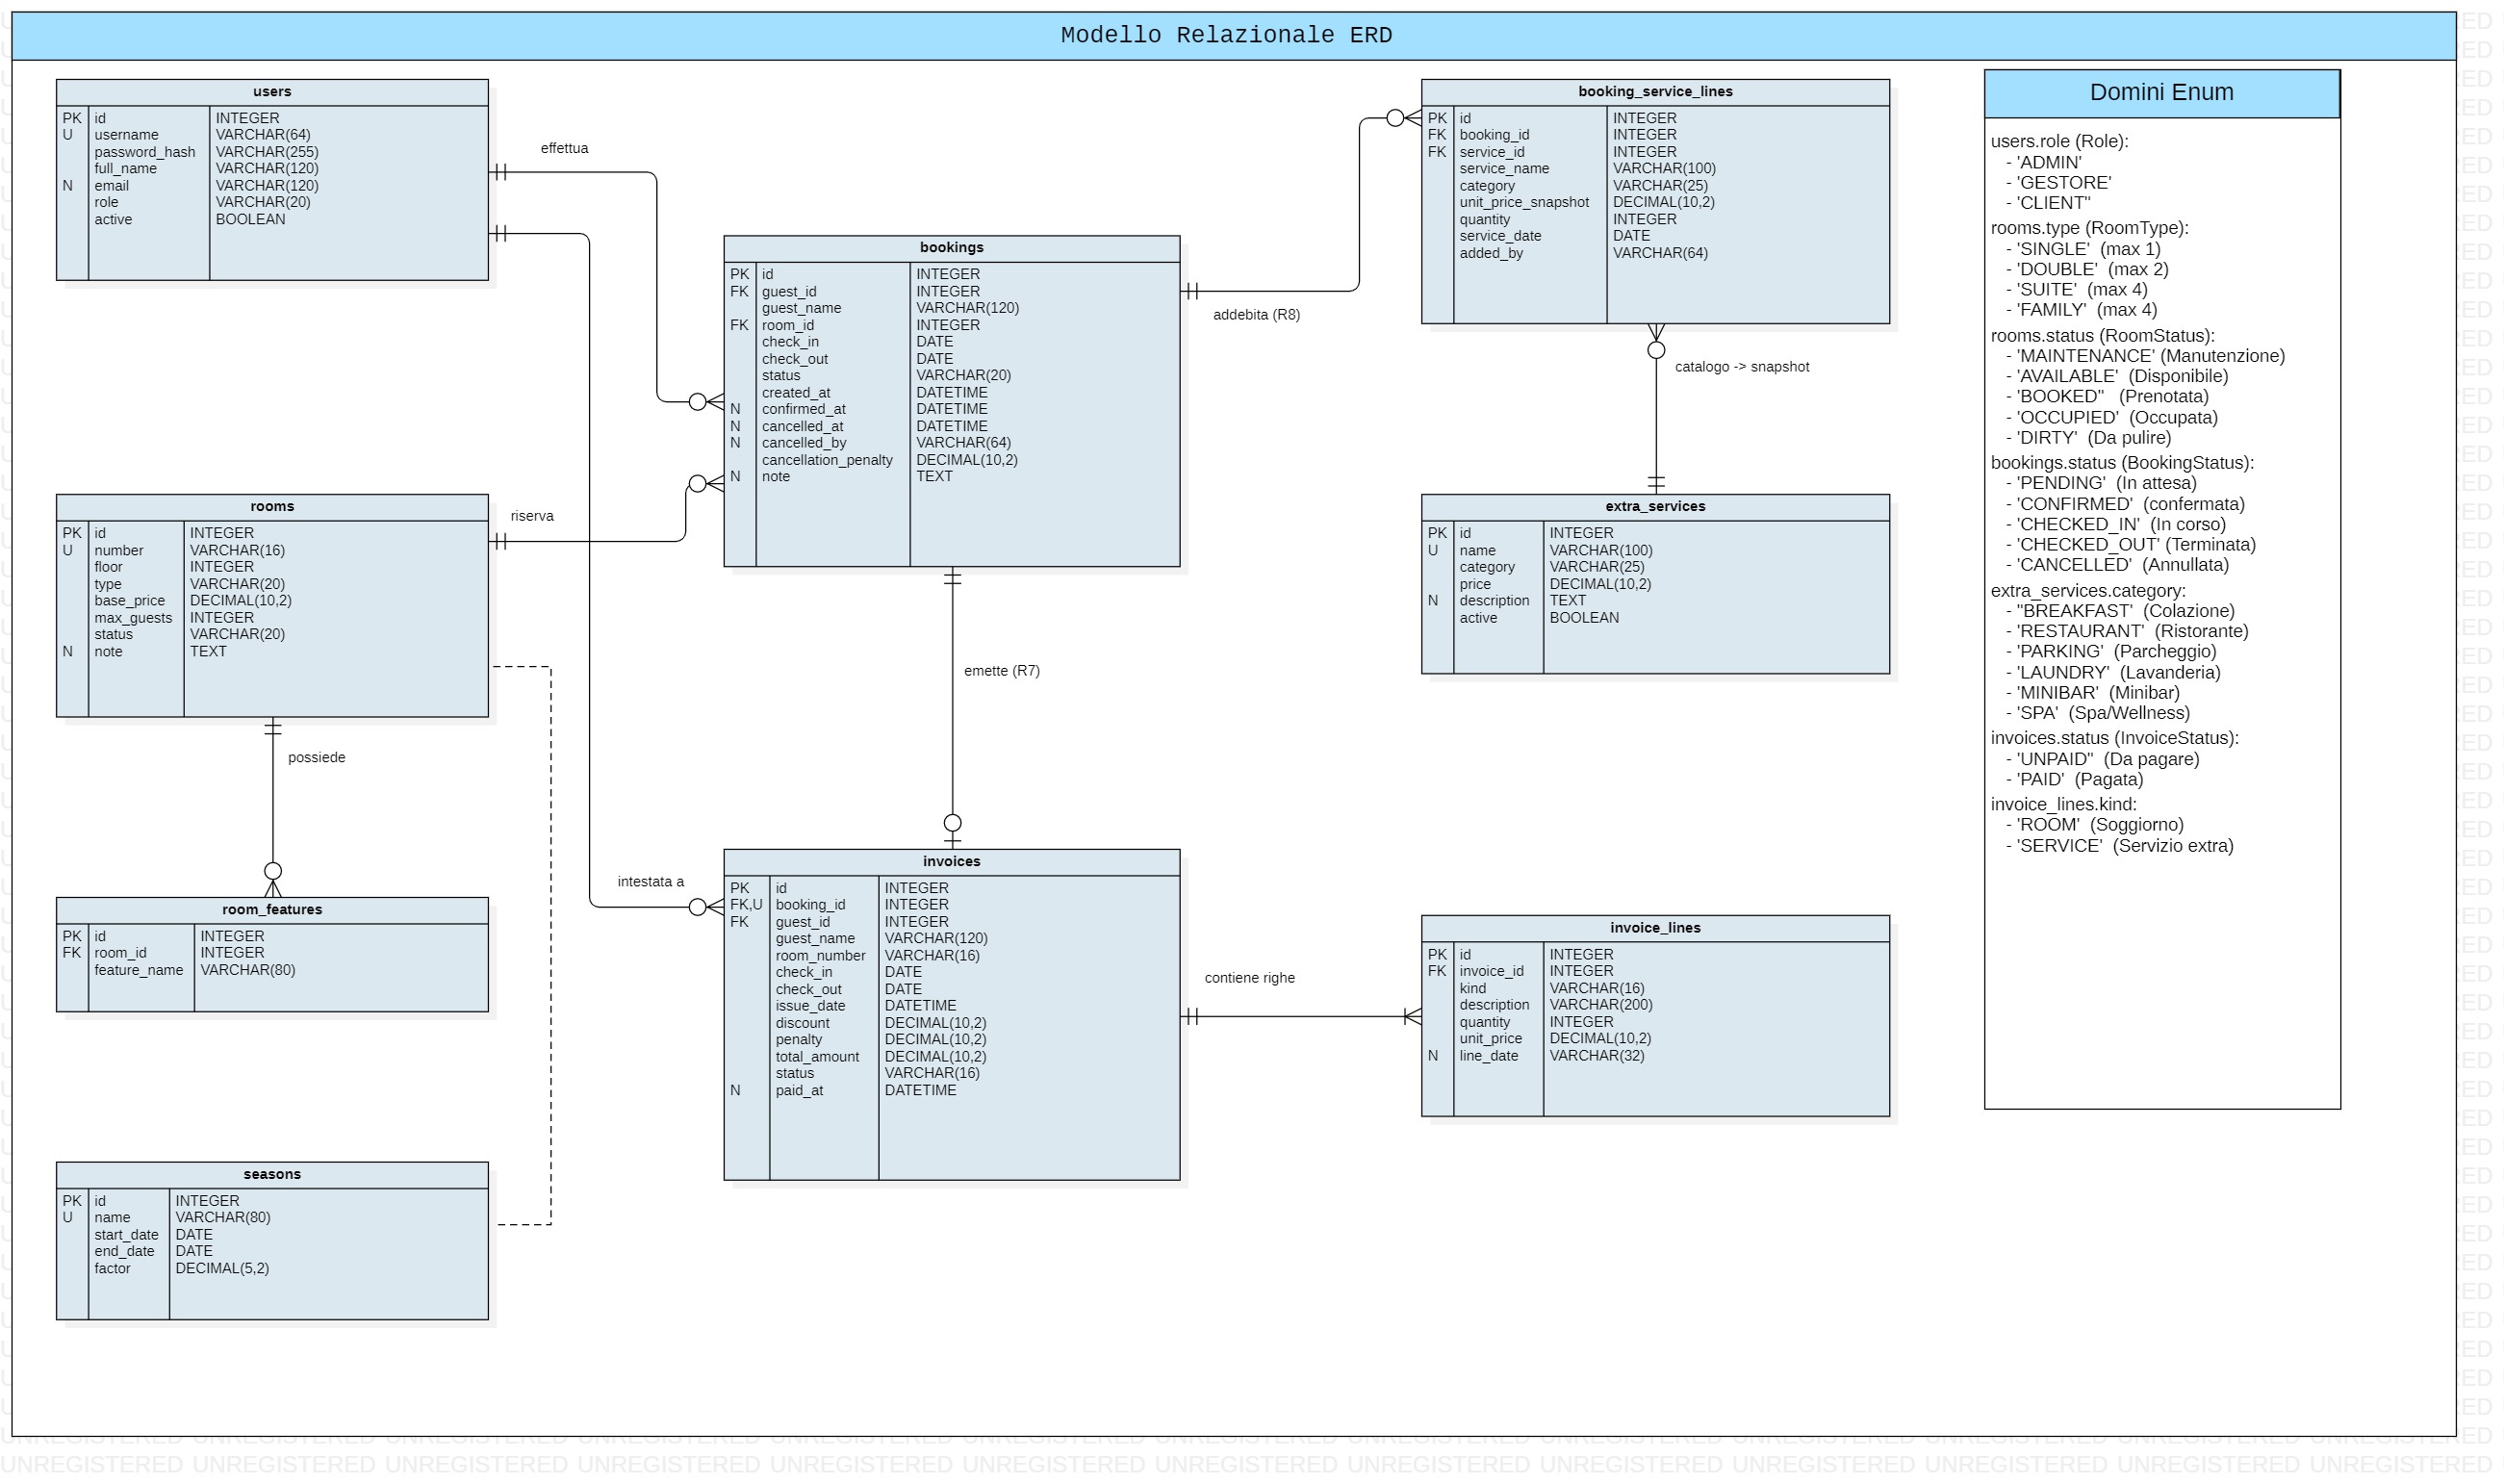 Modello Relazionale ERD
users
PK id INTEGER
U username VARCHAR(64)
password_hash VARCHAR(255)
full_name VARCHAR(120)
N email VARCHAR(120)
role VARCHAR(20)
active BOOLEAN
effettua
rooms
PK id INTEGER
U number VARCHAR(16)
floor INTEGER
type VARCHAR(20)
base_price DECIMAL(10,2)
max_guests INTEGER
status VARCHAR(20)
N note TEXT
riserva
possiede
room_features
PK id INTEGER
FK room_id INTEGER
feature_name VARCHAR(80)
seasons
PK id INTEGER
U name VARCHAR(80)
start_date DATE
end_date DATE
factor DECIMAL(5,2)
bookings
PK id INTEGER
FK guest_id INTEGER
guest_name VARCHAR(120)
FK room_id INTEGER
check_in DATE
check_out DATE
status VARCHAR(20)
created_at DATETIME
N confirmed_at DATETIME
N cancelled_at DATETIME
N cancelled_by VARCHAR(64)
cancellation_penalty DECIMAL(10,2)
N note TEXT
addebita (R8)
emette (R7)
intestata a
invoices
PK id INTEGER
FK,U booking_id INTEGER
FK guest_id INTEGER
guest_name VARCHAR(120)
room_number VARCHAR(16)
check_in DATE
check_out DATE
issue_date DATETIME
discount DECIMAL(10,2)
penalty DECIMAL(10,2)
total_amount DECIMAL(10,2)
status VARCHAR(16)
N paid_at DATETIME
contiene righe
booking_service_lines
PK id INTEGER
FK booking_id INTEGER
FK service_id INTEGER
service_name VARCHAR(100)
category VARCHAR(25)
unit_price_snapshot DECIMAL(10,2)
quantity INTEGER
service_date DATE
added_by VARCHAR(64)
catalogo -> snapshot
extra_services
PK id INTEGER
U name VARCHAR(100)
category VARCHAR(25)
price DECIMAL(10,2)
N description TEXT
active BOOLEAN
invoice_lines
PK id INTEGER
FK invoice_id INTEGER
kind VARCHAR(16)
description VARCHAR(200)
quantity INTEGER
unit_price DECIMAL(10,2)
N line_date VARCHAR(32)
Domini Enum
users.role (Role):
- 'ADMIN'
- 'GESTORE'
- 'CLIENT"
rooms.type (RoomType):
- 'SINGLE' (max 1)
- 'DOUBLE' (max 2)
- 'SUITE' (max 4)
- 'FAMILY' (max 4)
rooms.status (RoomStatus):
- 'MAINTENANCE' (Manutenzione)
- 'AVAILABLE' (Disponibile)
- 'BOOKED" (Prenotata)
- 'OCCUPIED' (Occupata)
- 'DIRTY' (Da pulire)
bookings.status (BookingStatus):
- 'PENDING' (In attesa)
- 'CONFIRMED' (confermata)
- 'CHECKED_IN' (In corso)
- 'CHECKED_OUT' (Terminata)
- 'CANCELLED' (Annullata)
extra_services.category:
- "BREAKFAST' (Colazione)
- 'RESTAURANT' (Ristorante)
- 'PARKING' (Parcheggio)
- 'LAUNDRY' (Lavanderia)
- 'MINIBAR' (Minibar)
- 'SPA' (Spa/Wellness)
invoices.status (InvoiceStatus):
- 'UNPAID" (Da pagare)
- 'PAID' (Pagata)
invoice_lines.kind:
- 'ROOM' (Soggiorno)
- 'SERVICE' (Servizio extra)
UNREGISTERED UNREGISTERED UNREGISTERED UNREGISTERED UNREGISTERED UNREGISTERED UNREGISTERED UNREGISTERED UNREGISTERED UNREGISTERED UNREGISTERED UNREGISTERED UNREGISTERED